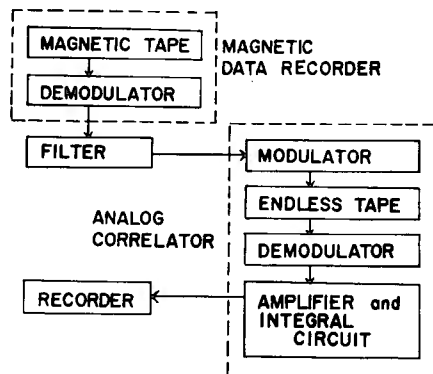 MAGNETIC TAPE
DEMODULATOR
MAGNETIC
DATA RECORDER
FILTER
MODULATOR
ENDLESS TAPE
DEMODULATOR
ANALOG
CORRELATOR
AMPLIFIER and
INTEGRAL
CIRCUIT
RECORDER